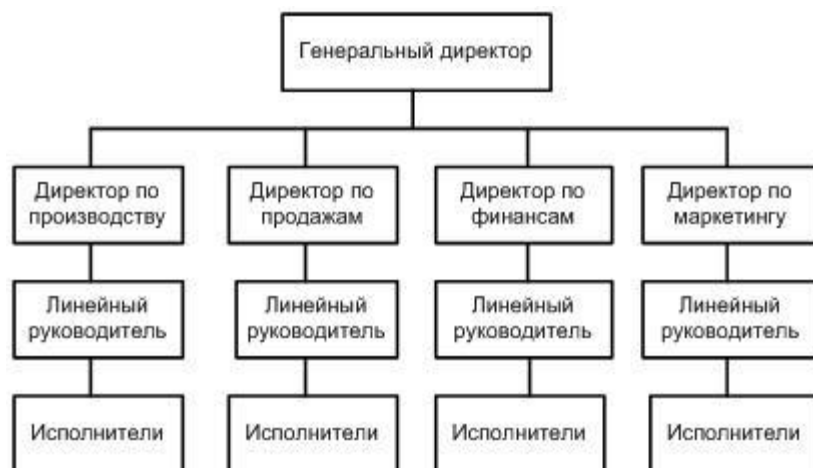 Генеральный директор
Директор по
производству
Директор по
продажам
Директор по
финансам
Директор по
маркетингу
Линейный
руководитель
Линейный
руководитель
Линейный
руководитель
Линейный
руководитель
Исполнители
Исполнители
Исполнители
Исполнители